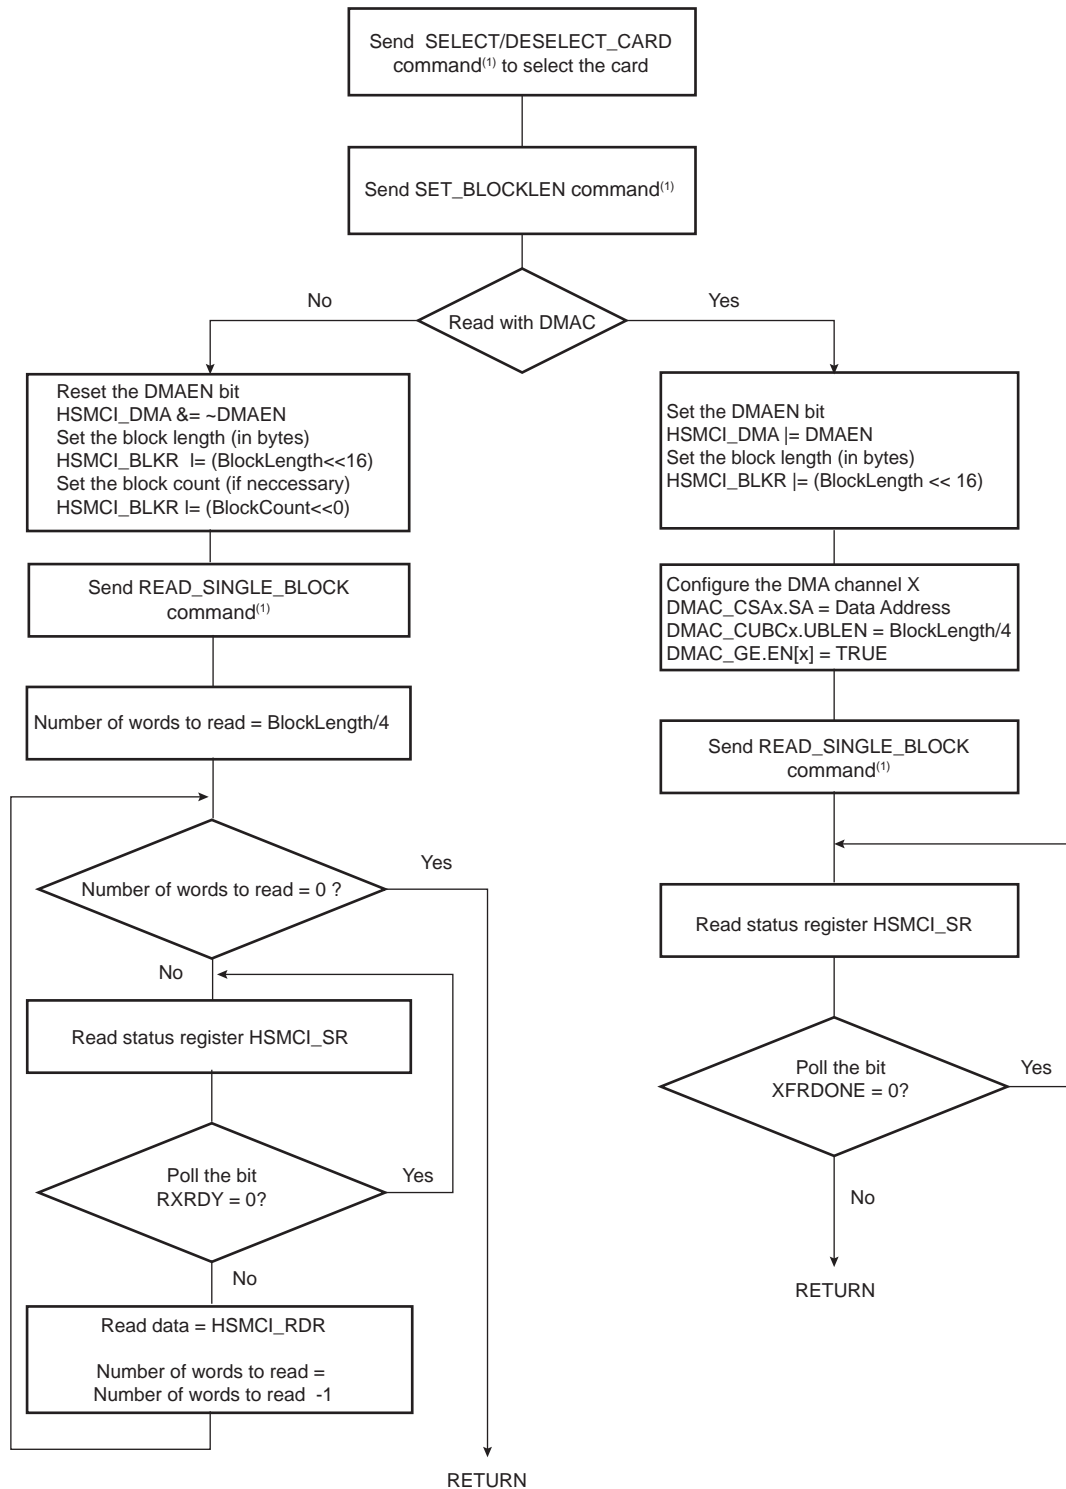 Send SELECT/DESELECT_CARD
command(1) to select the card
Send SET_BLOCKLEN command(1)
No
Yes
Read with DMAC
Reset the DMAEN bit
HSMCI_DMA &= ~DMAEN
Set the block length (in bytes)
HSMCI_BLKR |= (BlockLength<<16)
Set the block count (if neccessary)
HSMCI_BLKR |= (BlockCount<<0)
Send READ_SINGLE_BLOCK
command(1)
Number of words to read = BlockLength/4
Number of words to read = 0 ?
Yes
No
Read status register HSMCI_SR
Poll the bit
RXRDY = 0?
Yes
No
Read data = HSMCI_RDR
Number of words to read =
Number of words to read -1
RETURN
Set the DMAEN bit
HSMCI_DMA |= DMAEN
Set the block length (in bytes)
HSMCI_BLKR |= (BlockLength << 16)
Configure the DMA channel X
DMAC_CSAx.SA = Data Address
DMAC_CUBCx.UBLEN = BlockLength/4
DMAC_GE.EN[x] = TRUE
Send READ_SINGLE_BLOCK
command(1)
Read status register HSMCI_SR
Poll the bit
XFRDONE = 0?
Yes
No
RETURN